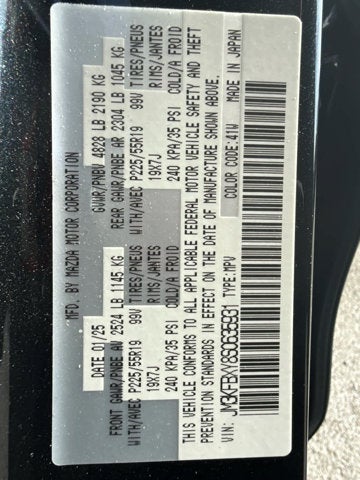 MFD. BY MAZDA MOTOR CORPORATION
DATE 01/25 GVWR/PNBV 4828 LB 2190 KG
FRONT GAWR/PNBE AV 2524 LB 1145 KG REAR GAWR/PNBE AR 2304 LB 1045 KG
WITH/AVEC P225/55R19 99V TIRES/PNEUS WITH/AVEC P225/55R19 99V TIRES/PNEUS
19X7J RIMS/JANTES 19X7J RIMS/JANTES
240 KPA/35 PSI COLD/A FROID 240 KPA/35 PSI COLD/A FROID
THIS VEHICLE CONFORMS TO ALL APPLICABLE FEDERAL MOTOR VEHICLE SAFETY AND THEFT
PREVENTION STANDARDS IN EFFECT ON THE DATE OF MANUFACTURE SHOWN ABOVE.
MADE IN JAPAN
VIN: TYPE: MPV COLOR CODE: 41W